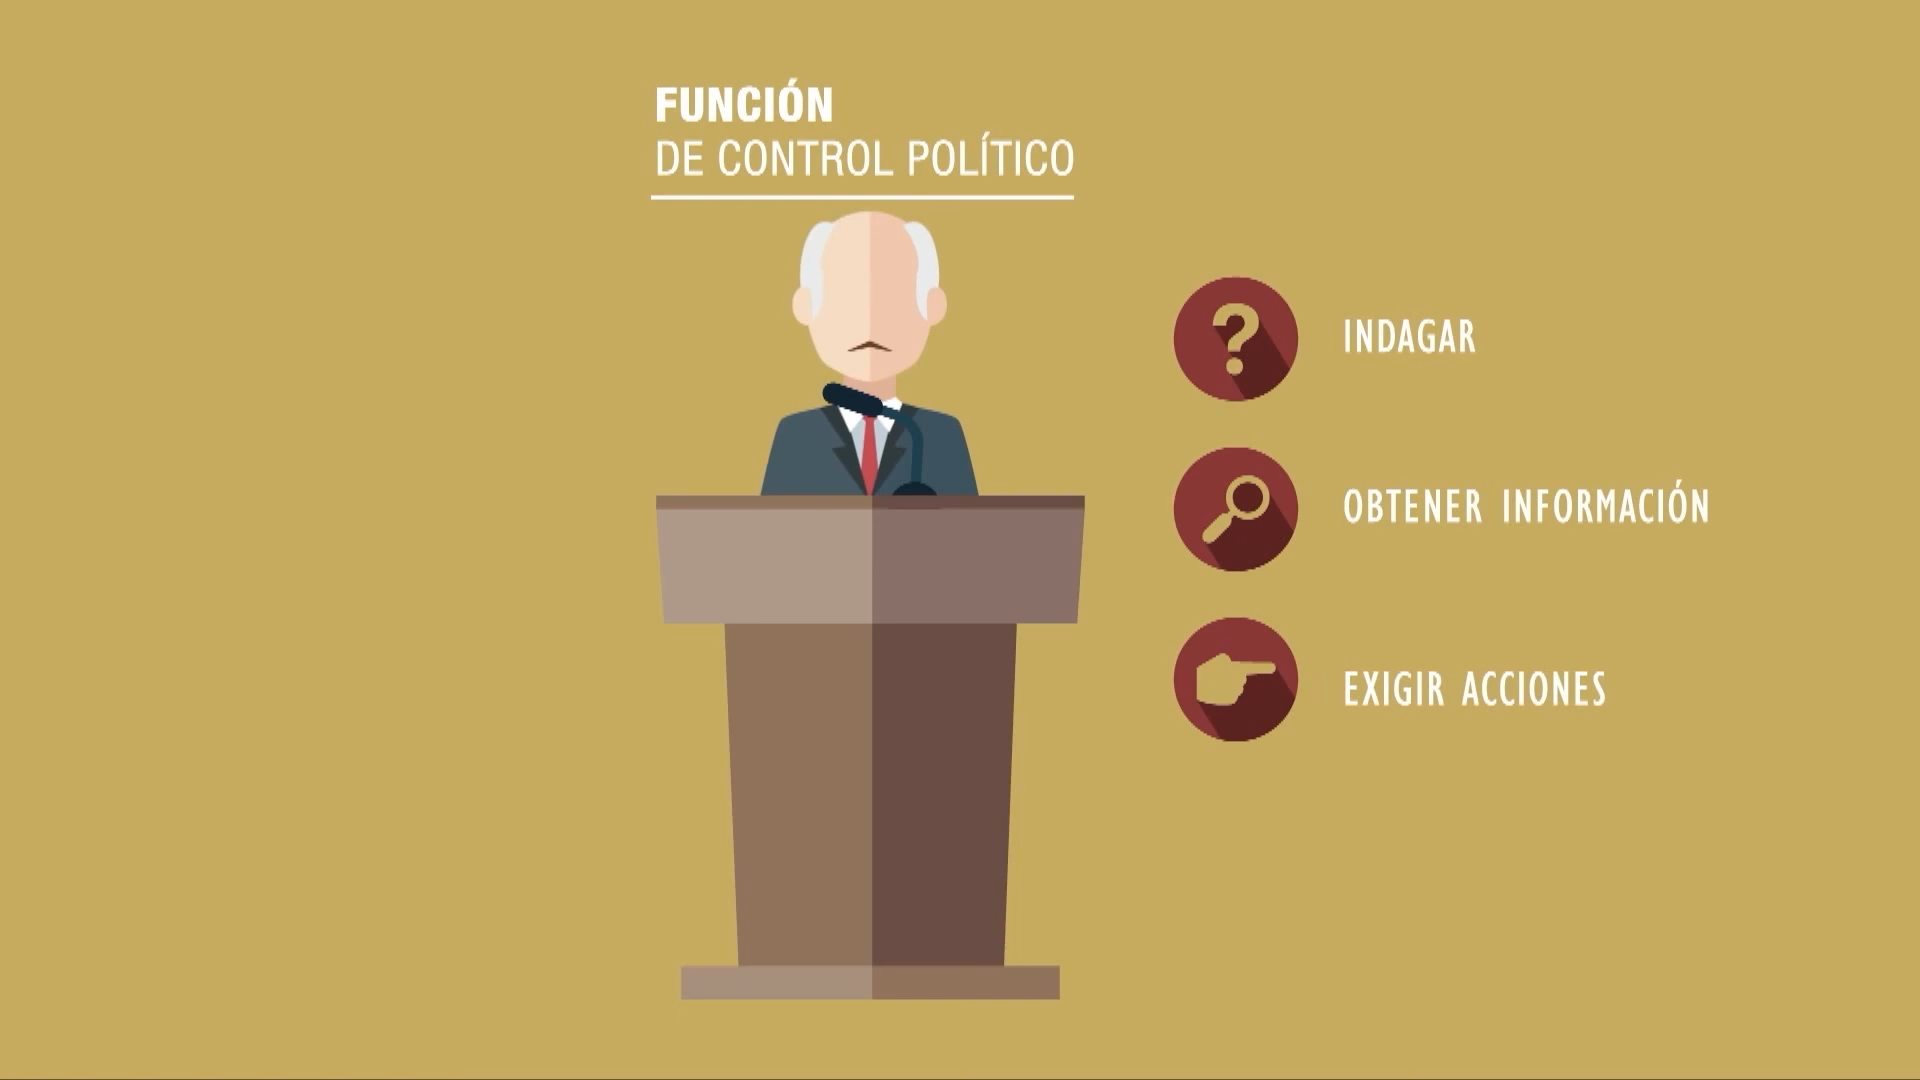 FUNCIÓN
DE CONTROL POLÍTICO
INDAGAR
OBTENER INFORMACIÓN
EXIGIR ACCIONES